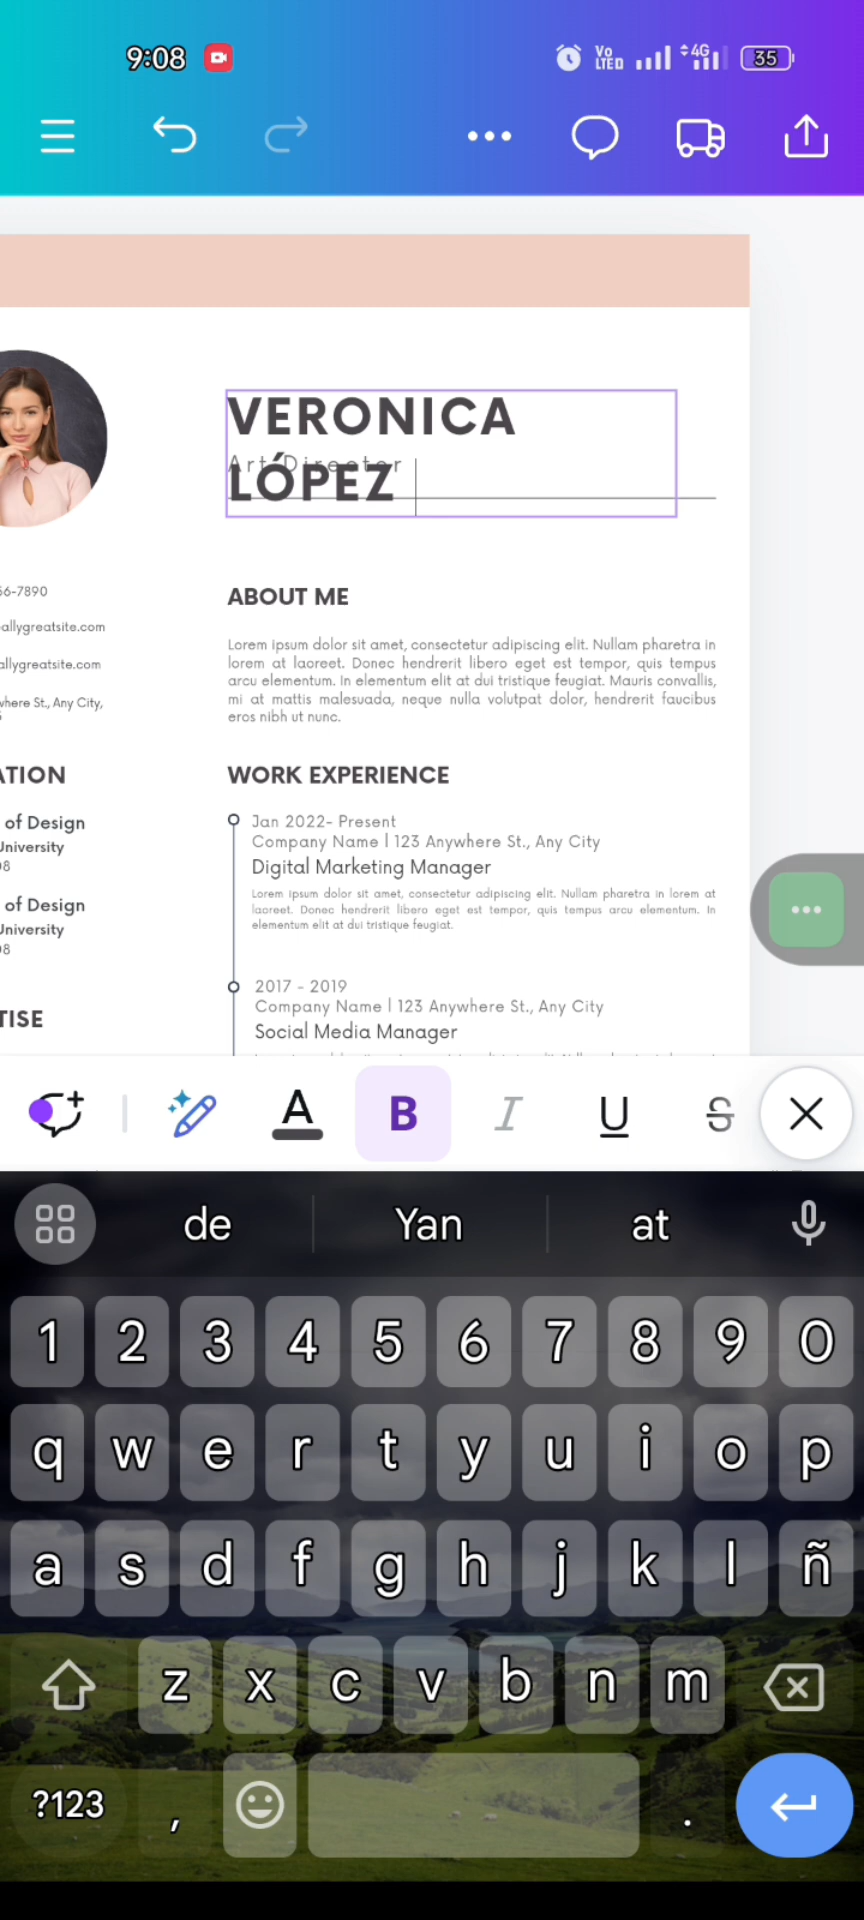 9:08
Vo LTED 4G 35
VERONICA
Art Director
LÓPEZ
56-7890
allygreatsite.com
allygreatsite.com
where St., Any City,
ABOUT ME
Lorem ipsum dolor sit amet, consectetur adipiscing elit. Nullam pharetra in
lorem at laoreet. Donec hendrerit libero eget est tempor, quis tempus
arcu elementum. In elementum elit at dui tristique feugiat. Mauris convallis,
mi at mattis malesuada, neque nulla volutpat dolor, hendrerit faucibus
eros nibh ut nunc.
ATION
of Design
University
08
of Design
University
08
TISE
WORK EXPERIENCE
Jan 2022- Present
Company Name l 123 Anywhere St., Any City
Digital Marketing Manager
Lorem ipsum dolor sit amet, consectetur adipiscing elit. Nullam pharetra in lorem at
laoreet. Donec hendrerit libero eget est tempor, quis tempus arcu elementum. In
elementum elit at dui tristique feugiat.
2017 - 2019
Company Name l 123 Anywhere St., Any City
Social Media Manager
A B I U S
de Yan at
1 2 3 4 5 6 7 8 9 0
q w e r t y u i o p
a s d f g h j k l ñ
z x c v b n m
?123 , .